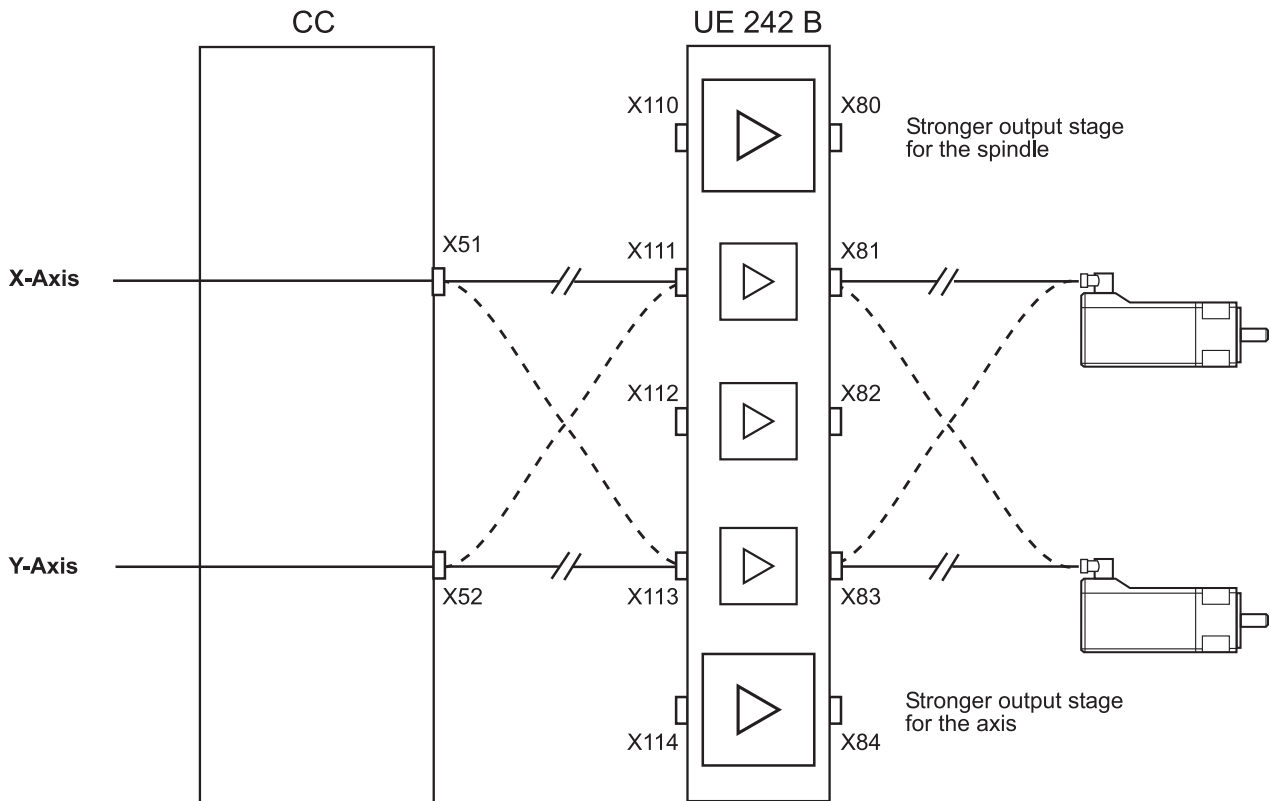 CC
UE 242 B
X110
X80
Stronger output stage
for the spindle
X51
X111
X81
X-Axis
X112
X82
Y-Axis
X52
X113
X83
Stronger output stage
for the axis
X114
X84